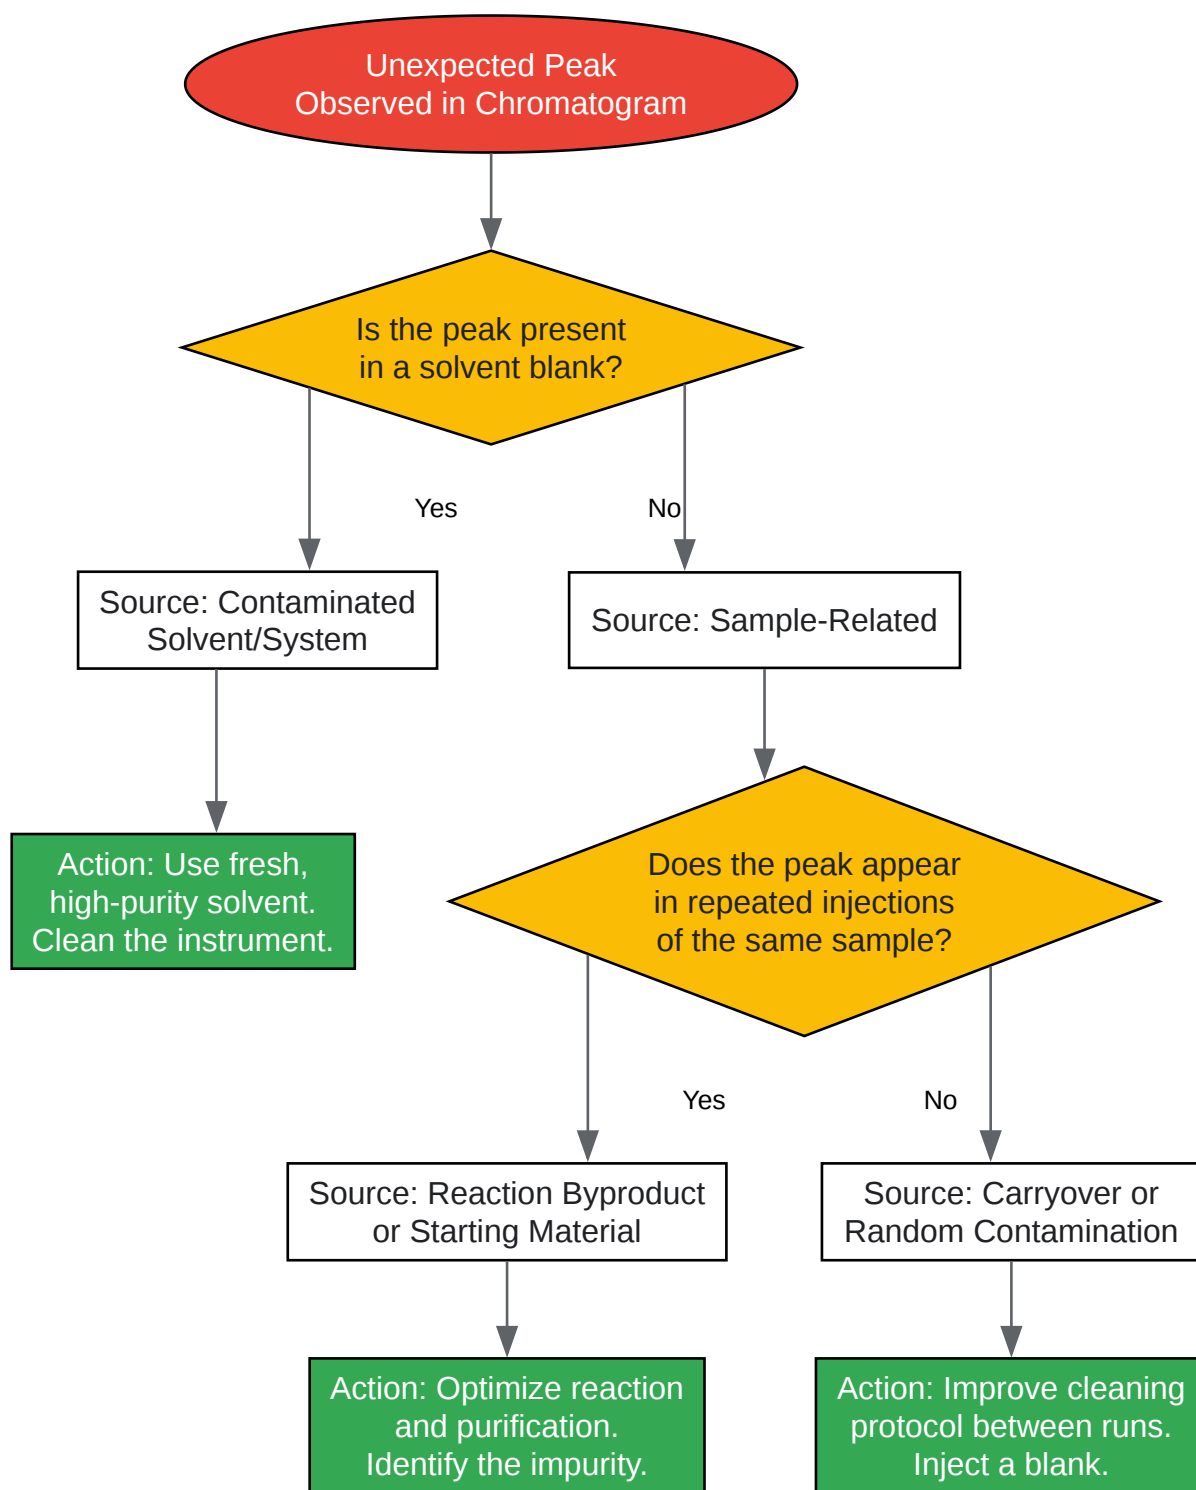 Unexpected Peak
Observed in Chromatogram
Is the peak present
in a solvent blank?
Yes
No
Source: Contaminated
Solvent/System
Source: Sample-Related
Action: Use fresh,
high-purity solvent.
Clean the instrument.
Does the peak appear
in repeated injections
of the same sample?
Yes
No
Source: Reaction Byproduct
or Starting Material
Source: Carryover or
Random Contamination
Action: Optimize reaction
and purification.
Identify the impurity.
Action: Improve cleaning
protocol between runs.
Inject a blank.